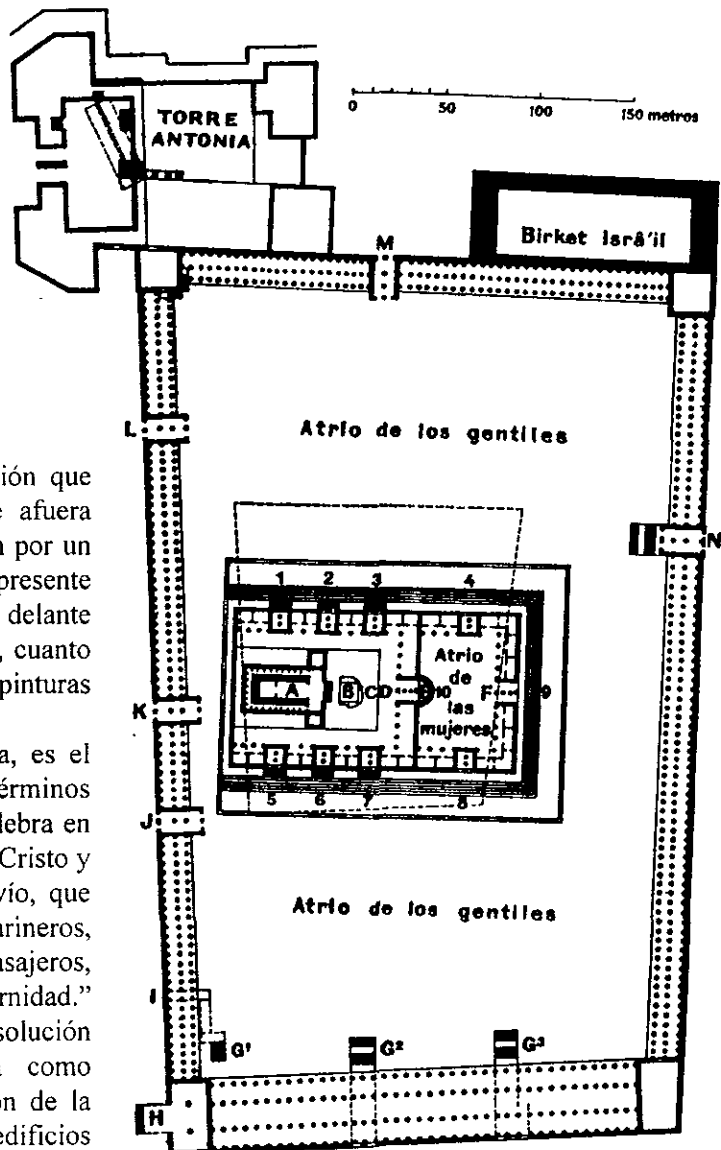 TORRE
ANTONIA
0 50 100 150 metros
Birket Isrâ'il
M
L
Atrio de los gentiles
N
1 2 3 4
Atrio
de
las
mujeres
A B C D 10 F 9
K
5 6 7 8
J
Atrio de los gentiles
I
G¹ G² G³
H
ión que
e afuera
por un
presente
delante
, cuanto
pinturas
a, es el
érminos
lebra en
Cristo y
vío, que
arineros,
asajeros,
rnidad.”
solución
como
ón de la
edificios